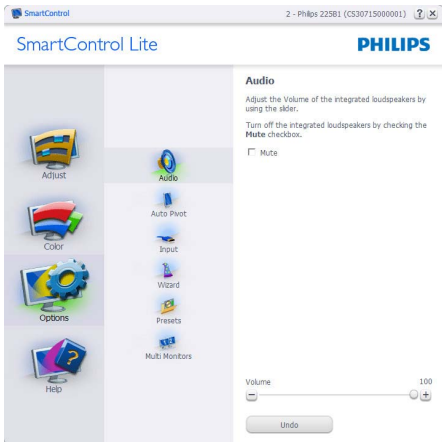 SmartControl
2 - Philips 225B1 (CS30715000001)
SmartControl Lite
PHILIPS
Adjust
Color
Options
Help
Audio
Auto Pivot
Input
Wizard
Presets
Multi Monitors
Audio
Adjust the Volume of the integrated loudspeakers by
using the slider.
Turn off the integrated loudspeakers by checking the
Mute checkbox.
Mute
Volume 100
Undo